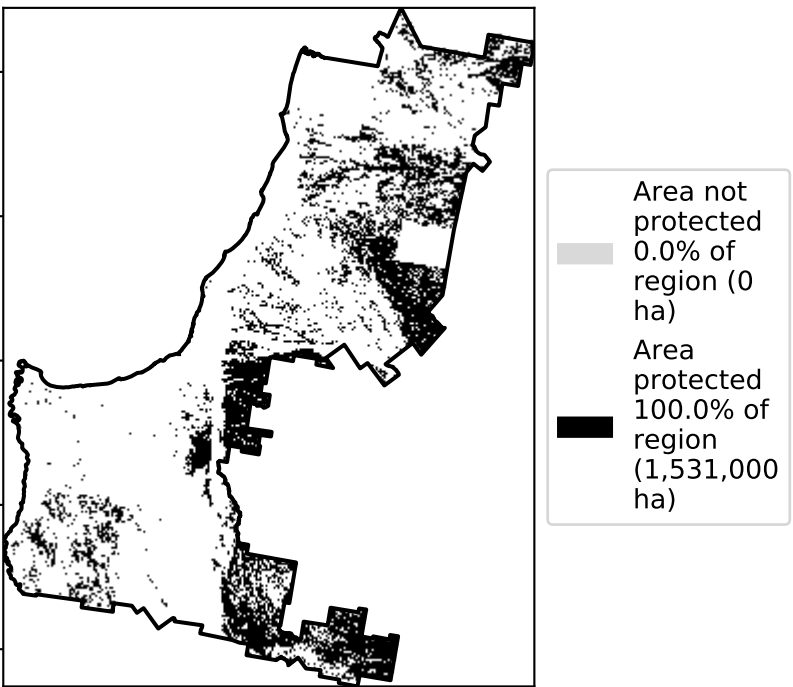 Area not
protected
0.0% of
region (0
ha)
Area
protected
100.0% of
region
(1,531,000
ha)